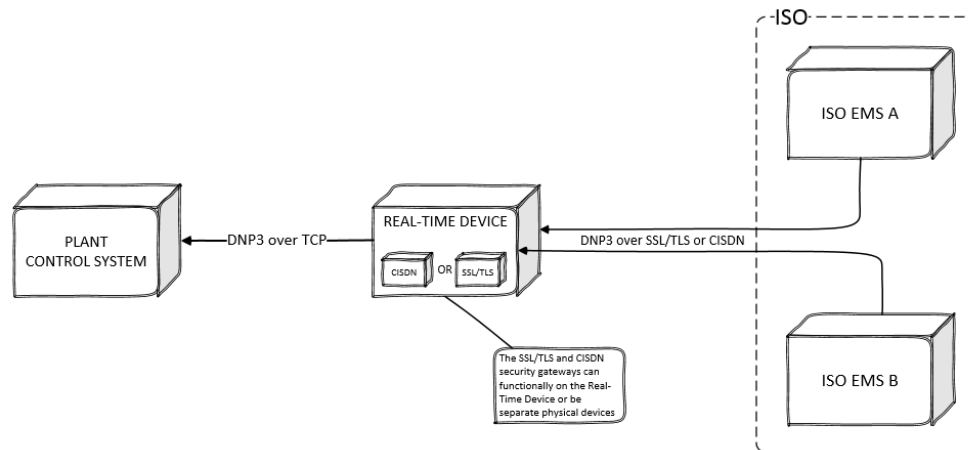 ISO
ISO EMS A
REAL-TIME DEVICE
PLANT
CONTROL SYSTEM
DNP3 over TCP
DNP3 over SSL/TLS or CISDN
CISDN
OR
SSL/TLS
The SSL/TLS and CISDN
security gateways can
functionally on the Real-
Time Device or be
separate physical devices
ISO EMS B